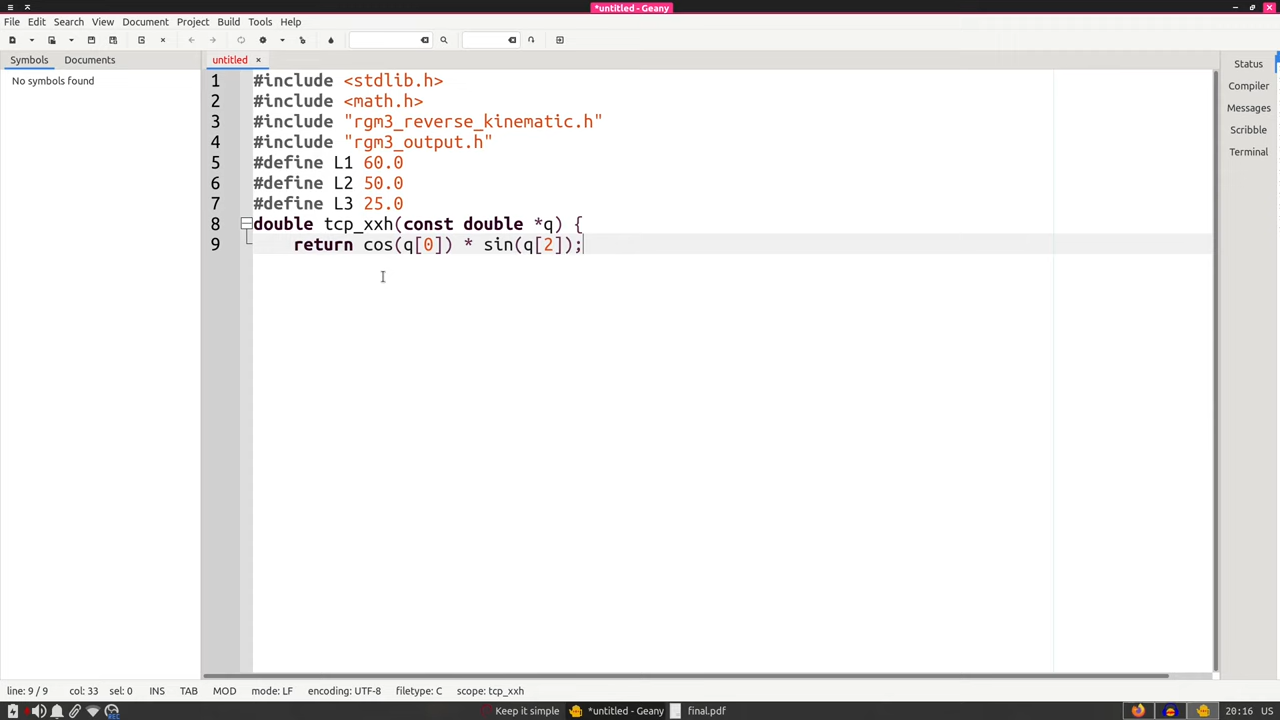 *untitled - Geany
File Edit Search View Document Project Build Tools Help
Symbols Documents untitled × Status
No symbols found
Compiler
Messages
Scribble
Terminal
1 #include <stdlib.h>
2 #include <math.h>
3 #include "rgm3_reverse_kinematic.h"
4 #include "rgm3_output.h"
5 #define L1 60.0
6 #define L2 50.0
7 #define L3 25.0
8 double tcp_xxh(const double *q) {
9 return cos(q[0]) * sin(q[2]);
line: 9 / 9 col: 33 sel: 0 INS TAB MOD mode: LF encoding: UTF-8 filetype: C scope: tcp_xxh
Keep it simple *untitled - Geany final.pdf 20:16 US